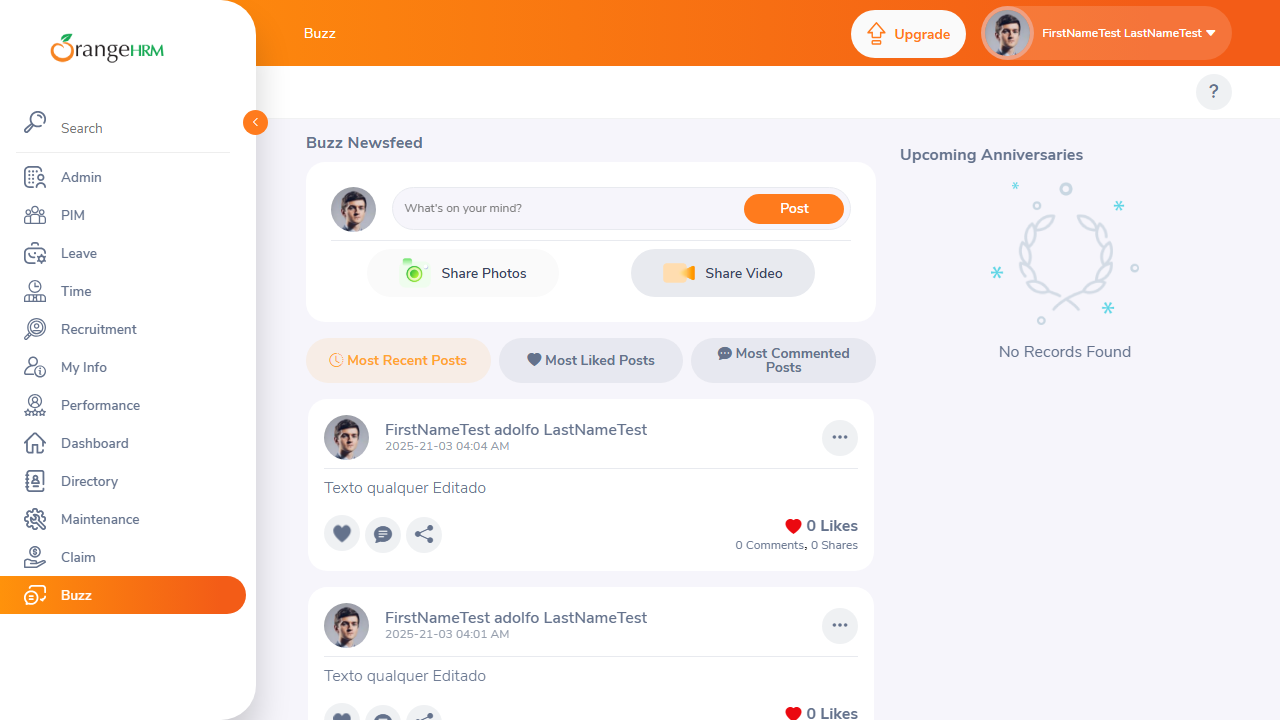 OrangeHRM
Search
Admin
PIM
Leave
Time
Recruitment
My Info
Performance
Dashboard
Directory
Maintenance
Claim
Buzz
Buzz
Upgrade
FirstNameTest LastNameTest
?
Buzz Newsfeed
What's on your mind?
Post
Share Photos
Share Video
Most Recent Posts
Most Liked Posts
Most Commented
Posts
FirstNameTest adolfo LastNameTest
2025-21-03 04:04 AM
Texto qualquer Editado
0 Likes
0 Comments, 0 Shares
FirstNameTest adolfo LastNameTest
2025-21-03 04:01 AM
Texto qualquer Editado
0 Likes
Upcoming Anniversaries
No Records Found